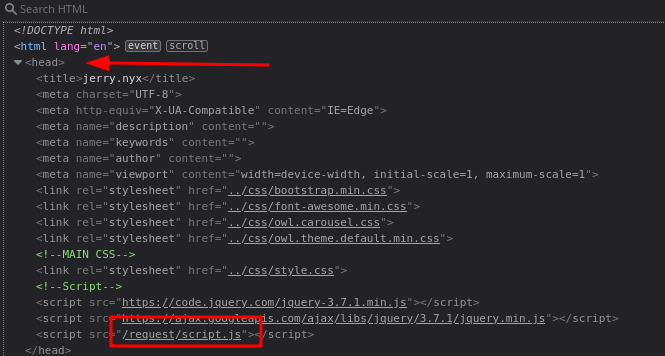 Search HTML
<!DOCTYPE html>
<html lang="en"> event scroll
<head>
<title>jerry.nyx</title>
<meta charset="UTF-8">
<meta http-equiv="X-UA-Compatible" content="IE=Edge">
<meta name="description" content="">
<meta name="keywords" content="">
<meta name="author" content="">
<meta name="viewport" content="width=device-width, initial-scale=1, maximum-scale=1">
<link rel="stylesheet" href="../css/bootstrap.min.css">
<link rel="stylesheet" href="../css/font-awesome.min.css">
<link rel="stylesheet" href="../css/owl.carousel.css">
<link rel="stylesheet" href="../css/owl.theme.default.min.css">
<!--MAIN CSS-->
<link rel="stylesheet" href="../css/style.css">
<!--Script-->
<script src="https://code.jquery.com/jquery-3.7.1.min.js"></script>
<script src="https://ajax.googleapis.com/ajax/libs/jquery/3.7.1/jquery.min.js"></script>
<script src="/request/script.js"></script>
</head>